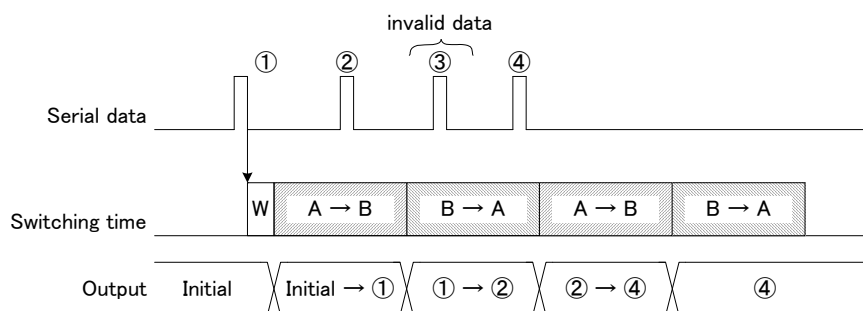 invalid data
① ② ③ ④
Serial data
Switching time W A → B B → A A → B B → A
Output Initial Initial → ① ① → ② ② → ④ ④